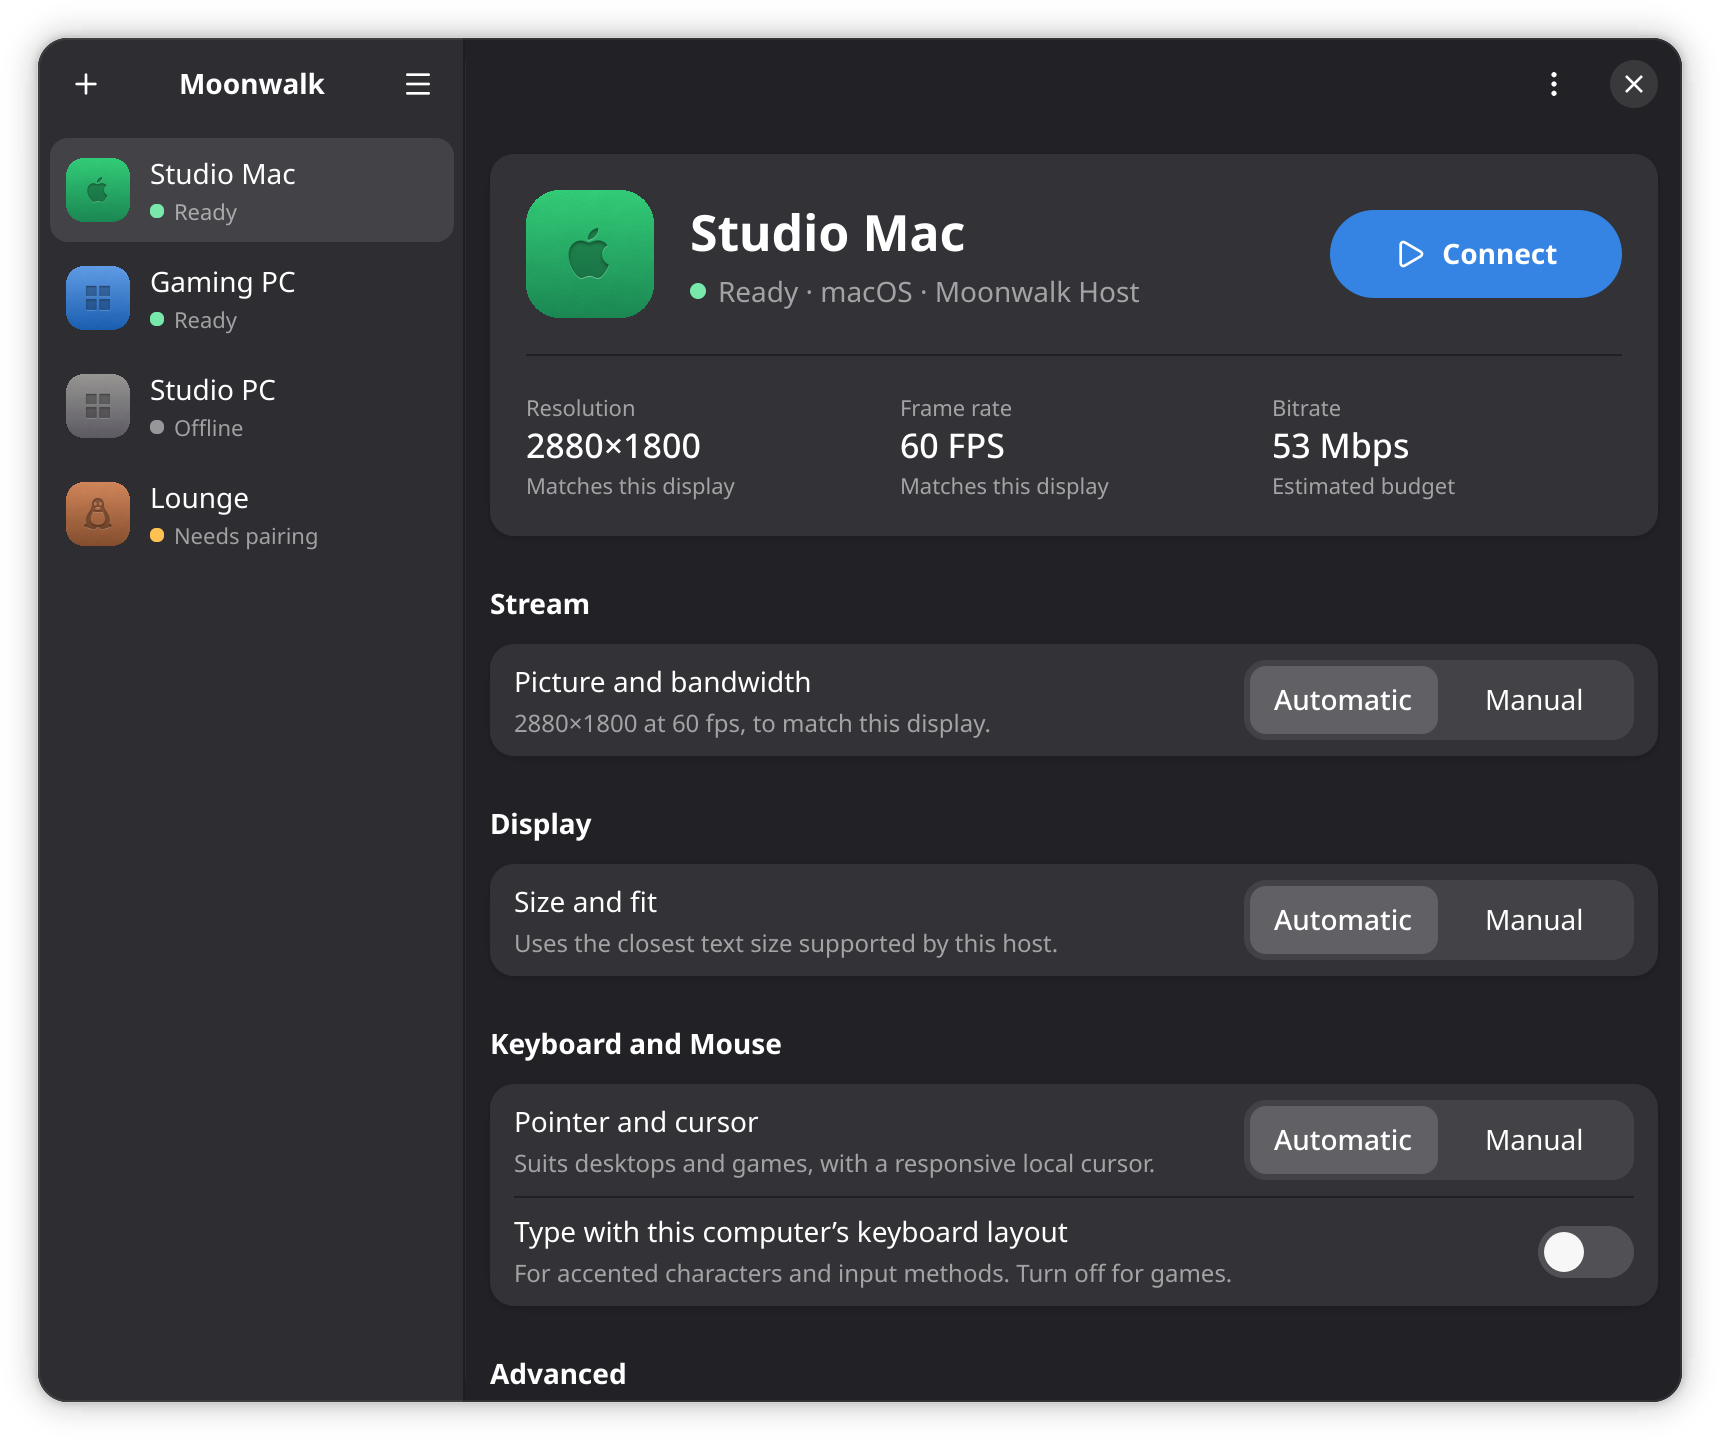 Moonwalk
Studio Mac
Ready
Gaming PC
Ready
Studio PC
Offline
Lounge
Needs pairing
Studio Mac
Ready · macOS · Moonwalk Host
Connect
Resolution
2880×1800
Matches this display
Frame rate
60 FPS
Matches this display
Bitrate
53 Mbps
Estimated budget
Stream
Picture and bandwidth
2880×1800 at 60 fps, to match this display.
Automatic
Manual
Display
Size and fit
Uses the closest text size supported by this host.
Automatic
Manual
Keyboard and Mouse
Pointer and cursor
Suits desktops and games, with a responsive local cursor.
Automatic
Manual
Type with this computer’s keyboard layout
For accented characters and input methods. Turn off for games.
Advanced